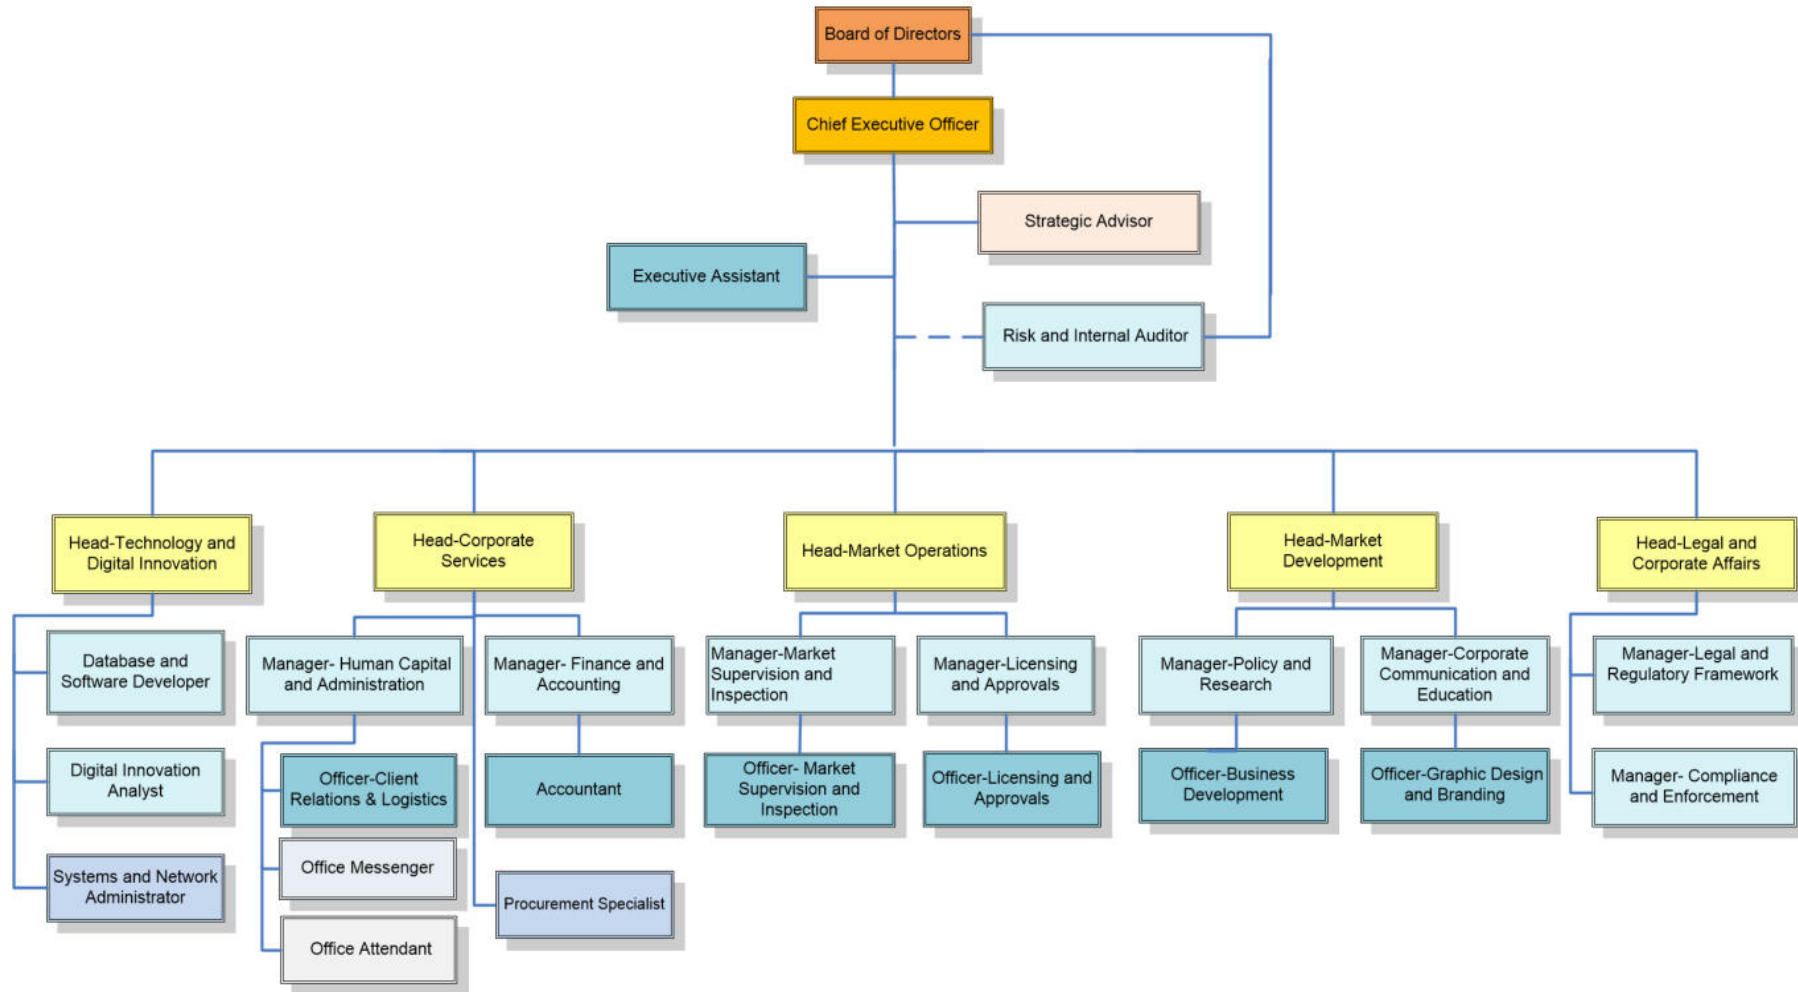 Board of Directors
Chief Executive Officer
Strategic Advisor
Executive Assistant
Risk and Internal Auditor
Head-Technology and
Digital Innovation
Head-Corporate
Services
Head-Market Operations
Head-Market
Development
Head-Legal and
Corporate Affairs
Database and
Software Developer
Manager- Human Capital
and Administration
Manager- Finance and
Accounting
Manager-Market
Supervision and
Inspection
Manager-Licensing
and Approvals
Manager-Policy and
Research
Manager-Corporate
Communication and
Education
Manager-Legal and
Regulatory Framework
Digital Innovation
Analyst
Officer-Client
Relations & Logistics
Accountant
Officer- Market
Supervision and
Inspection
Officer-Licensing and
Approvals
Officer-Business
Development
Officer-Graphic Design
and Branding
Manager- Compliance
and Enforcement
Systems and Network
Administrator
Office Messenger
Procurement Specialist
Office Attendant